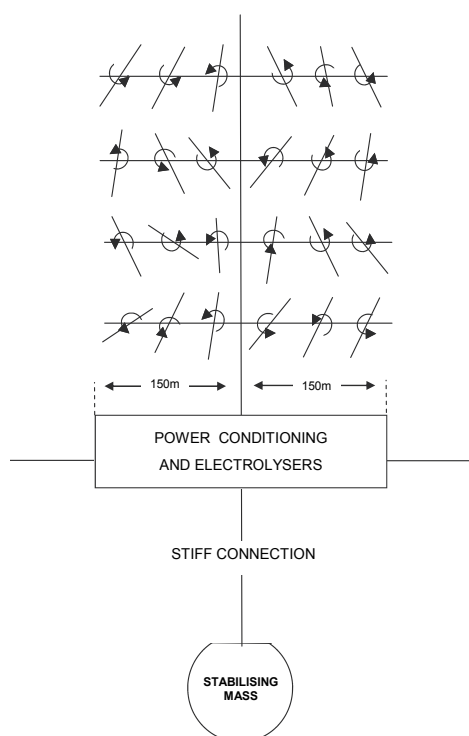 150m 150m
POWER CONDITIONING
AND ELECTROLYSERS
STIFF CONNECTION
STABILISING
MASS